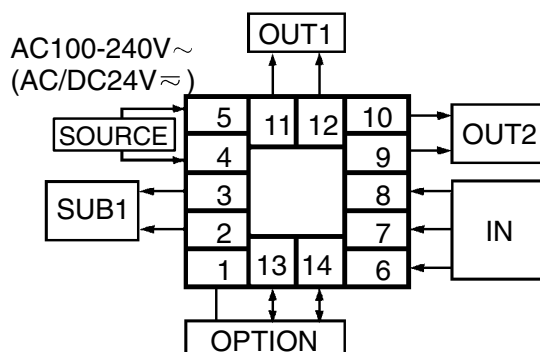 OUT1
AC100-240V～
(AC/DC24V⎓)
5 11 12 10
SOURCE
OUT2
4 9
3 8
SUB1
IN
2 7
1 13 14 6
OPTION